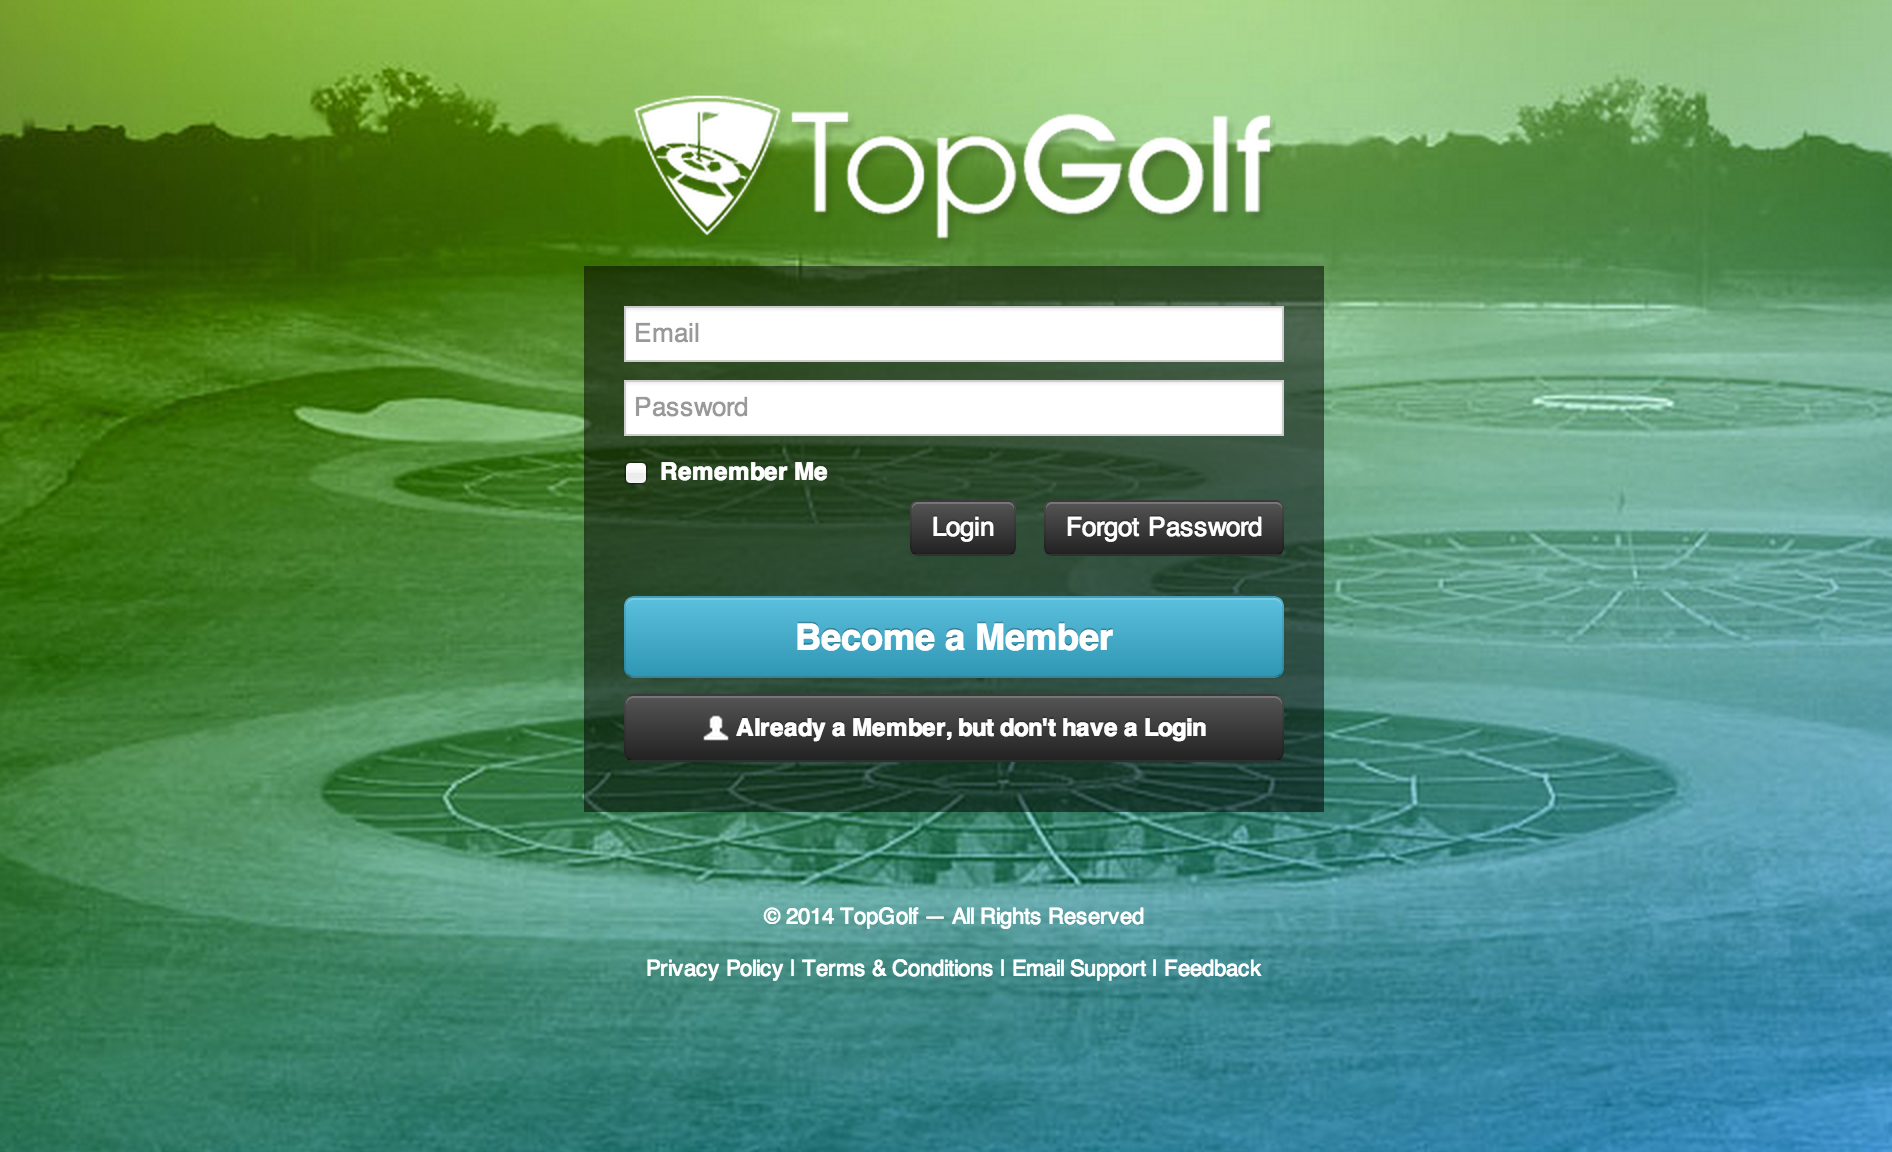 TopGolf
Email
Password
Remember Me
Login Forgot Password
Become a Member
Already a Member, but don't have a Login
© 2014 TopGolf — All Rights Reserved
Privacy Policy | Terms & Conditions | Email Support | Feedback